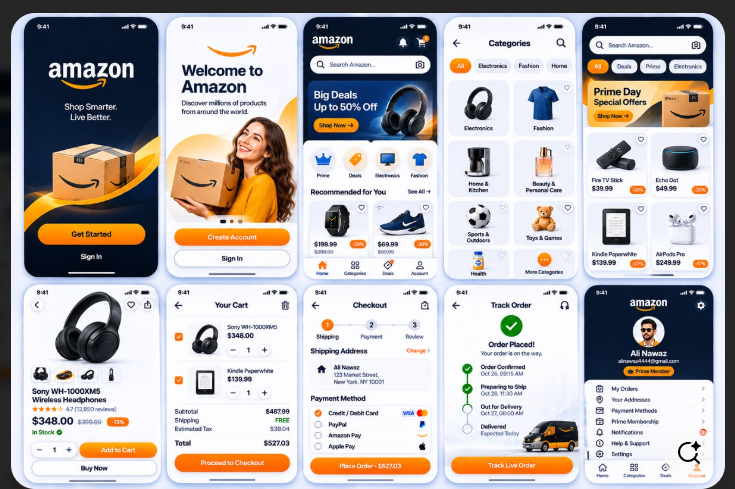 9:41
amazon
Shop Smarter.
Live Better.
Get Started
Sign In
9:41
Welcome to
Amazon
Discover millions of products
from around the world.
Create Account
Sign In
9:41
amazon
Search Amazon...
Big Deals
Up to 50% Off
Shop Now →
Prime
Deals
Electronics
Fashion
Recommended for You
See All →
$199.99
-33%
$69.99
-30%
$99.99
Home
Categories
Deals
Account
9:41
Categories
All
Electronics
Fashion
Home
Electronics
Fashion
Home &
Kitchen
Beauty &
Personal Care
Sports &
Outdoors
Toys & Games
Health
More Categories
9:41
Search Amazon...
All
Deals
Prime
Electronics
Prime Day
Special Offers
Shop Now >
Fire TV Stick
$39.99
Echo Dot
$49.99
Kindle Paperwhite
$139.99
AirPods Pro
$249.99
9:41
Sony WH-1000XM5
Wireless Headphones
4.7 (12,850 reviews)
$348.00
$399.99
-13%
In Stock
− 1 +
Add to Cart
Buy Now
9:41
Your Cart
Sony WH-1000XM5
$348.00
− 1 +
Kindle Paperwhite
$139.99
− 1 +
Subtotal
$487.99
Shipping
FREE
Estimated Tax
$39.04
Total
$527.03
Proceed to Checkout
9:41
Checkout
1
2
3
Shipping
Payment
Review
Shipping Address
Change >
Ali Nawaz
123 Market Street,
New York, NY 10001
Payment Method
Credit / Debit Card
VISA
PayPal
Amazon Pay
Apple Pay
Place Order • $527.03
9:41
Track Order
Order Placed!
Your order is on the way.
Order Confirmed
Oct 26, 09:15 AM
Preparing to Ship
Oct 26, 11:30 AM
Out for Delivery
Oct 27, 08:00 AM
Delivered
Expected Today
Track Live Order
9:41
amazon
Ali Nawaz
alinawaz4444@gmail.com
Prime Member
My Orders
Your Addresses
Payment Methods
Prime Membership
Notifications
Help & Support
Settings
Home
Categories
Deals
Account